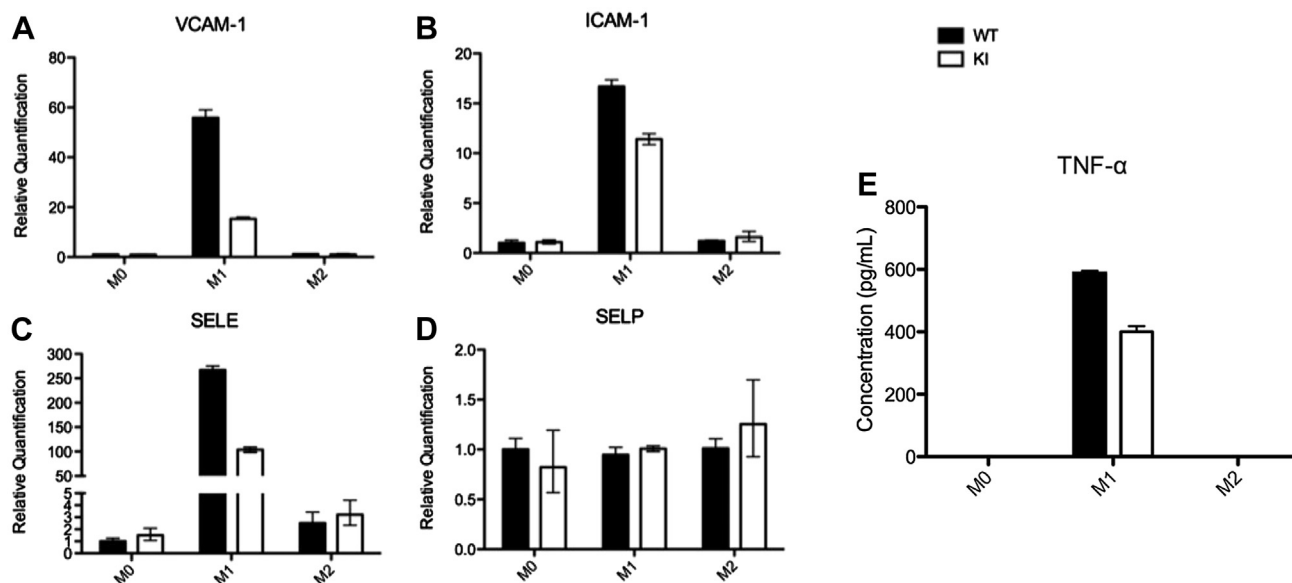 A
VCAM-1
Relative Quantification
80
60
40
20
0
M0
M1
M2
B
ICAM-1
Relative Quantification
20
15
10
5
0
M0
M1
M2
WT
KI
C
SELE
Relative Quantification
300
250
200
150
100
50
5
4
3
2
1
0
M0
M1
M2
D
SELP
Relative Quantification
2.0
1.5
1.0
0.5
0.0
M0
M1
M2
E
TNF-α
Concentration (pg/mL)
800
600
400
200
0
M0
M1
M2